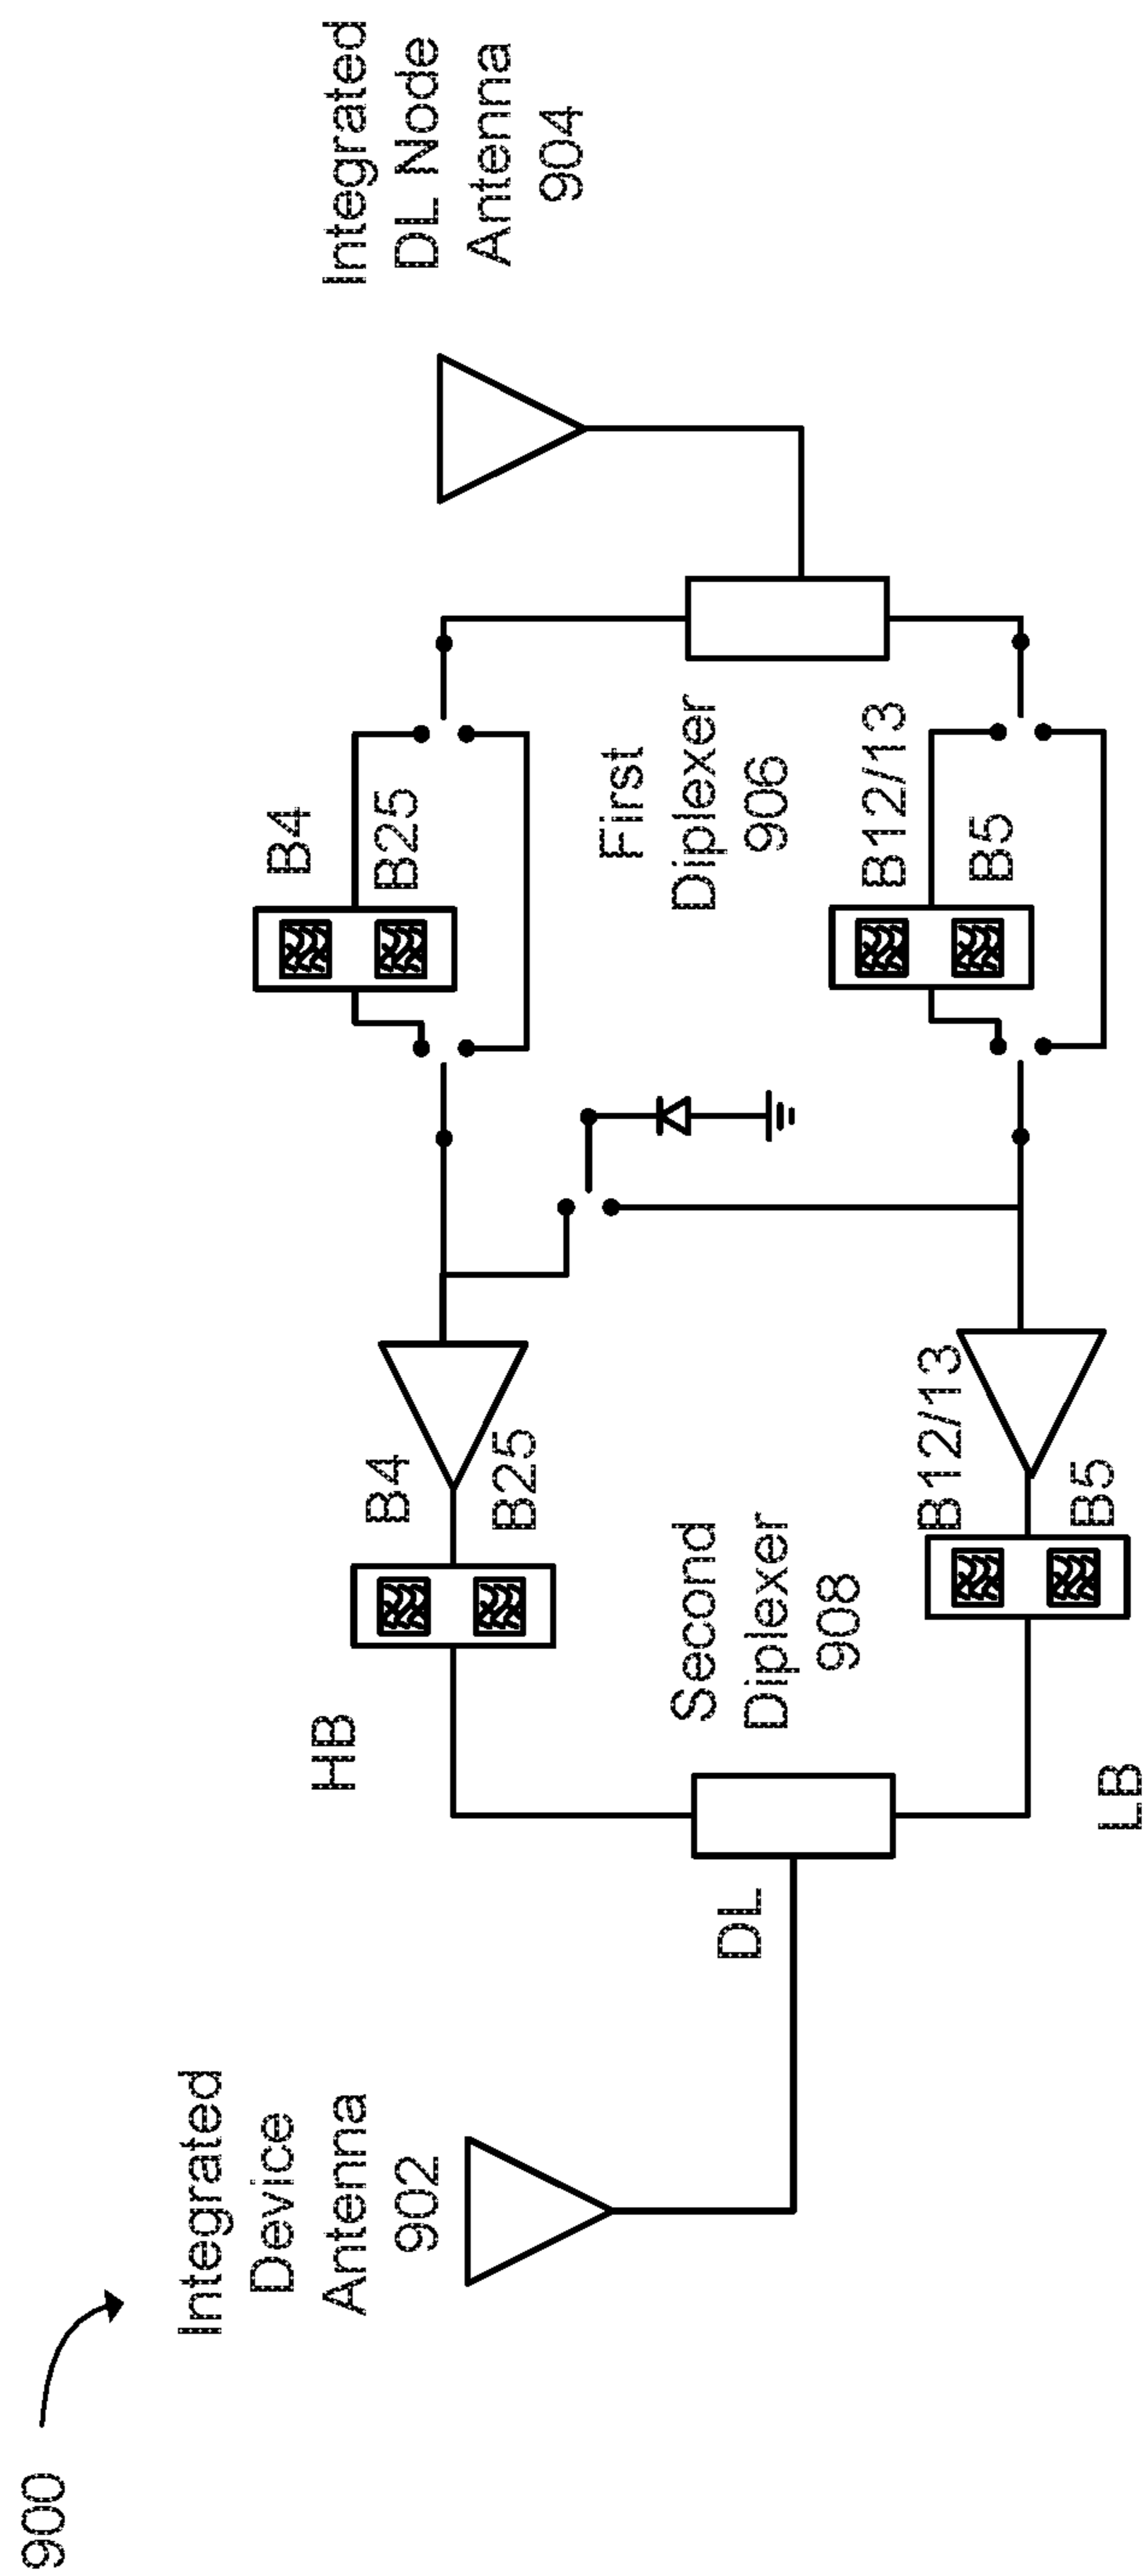 900
Integrated
Device
Antenna
902
Integrated
DL Node
Antenna
904
HB
B4
B25
B4
B25
DL
Second
Diplexer
908
First
Diplexer
906
B12/13
B5
B12/13
B5
LB